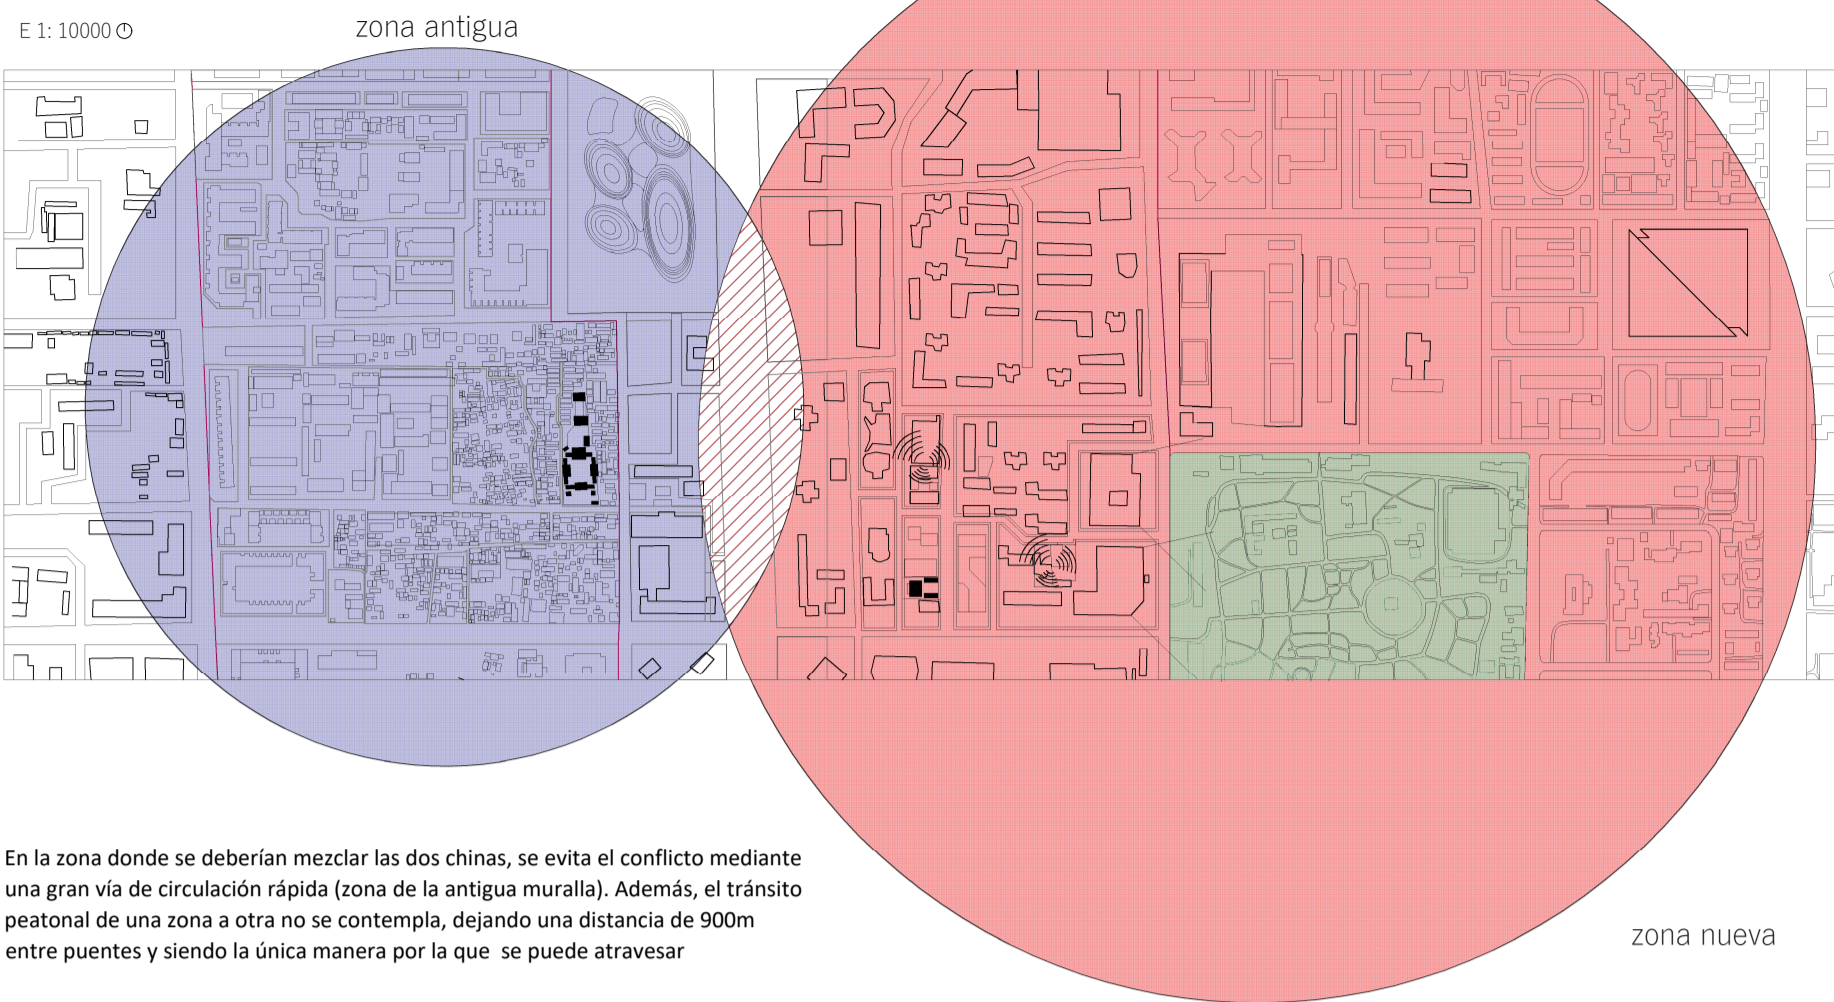 E 1: 10000
zona antigua
En la zona donde se deberían mezclar las dos chinas, se evita el conflicto mediante
una gran vía de circulación rápida (zona de la antigua muralla). Además, el tránsito
peatonal de una zona a otra no se contempla, dejando una distancia de 900m
entre puentes y siendo la única manera por la que se puede atravesar
zona nueva